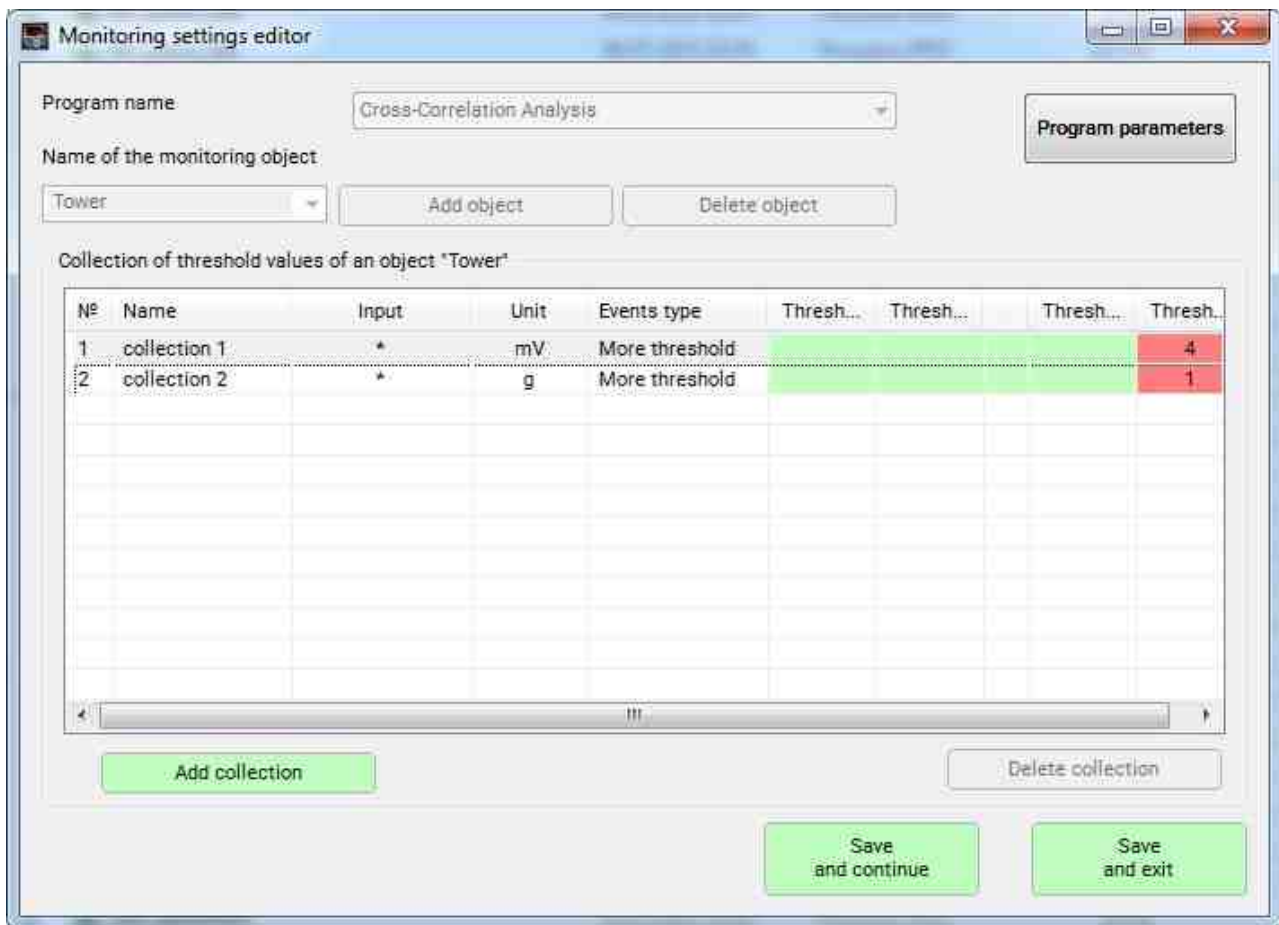 Monitoring settings editor
Program name
Cross-Correlation Analysis
Program parameters
Name of the monitoring object
Tower
Add object
Delete object
Collection of threshold values of an object "Tower"
Nº Name Input Unit Events type Thresh... Thresh... Thresh... Thresh..
1 collection 1 * mV More threshold 4
2 collection 2 * g More threshold 1
Add collection
Delete collection
Save
and continue
Save
and exit